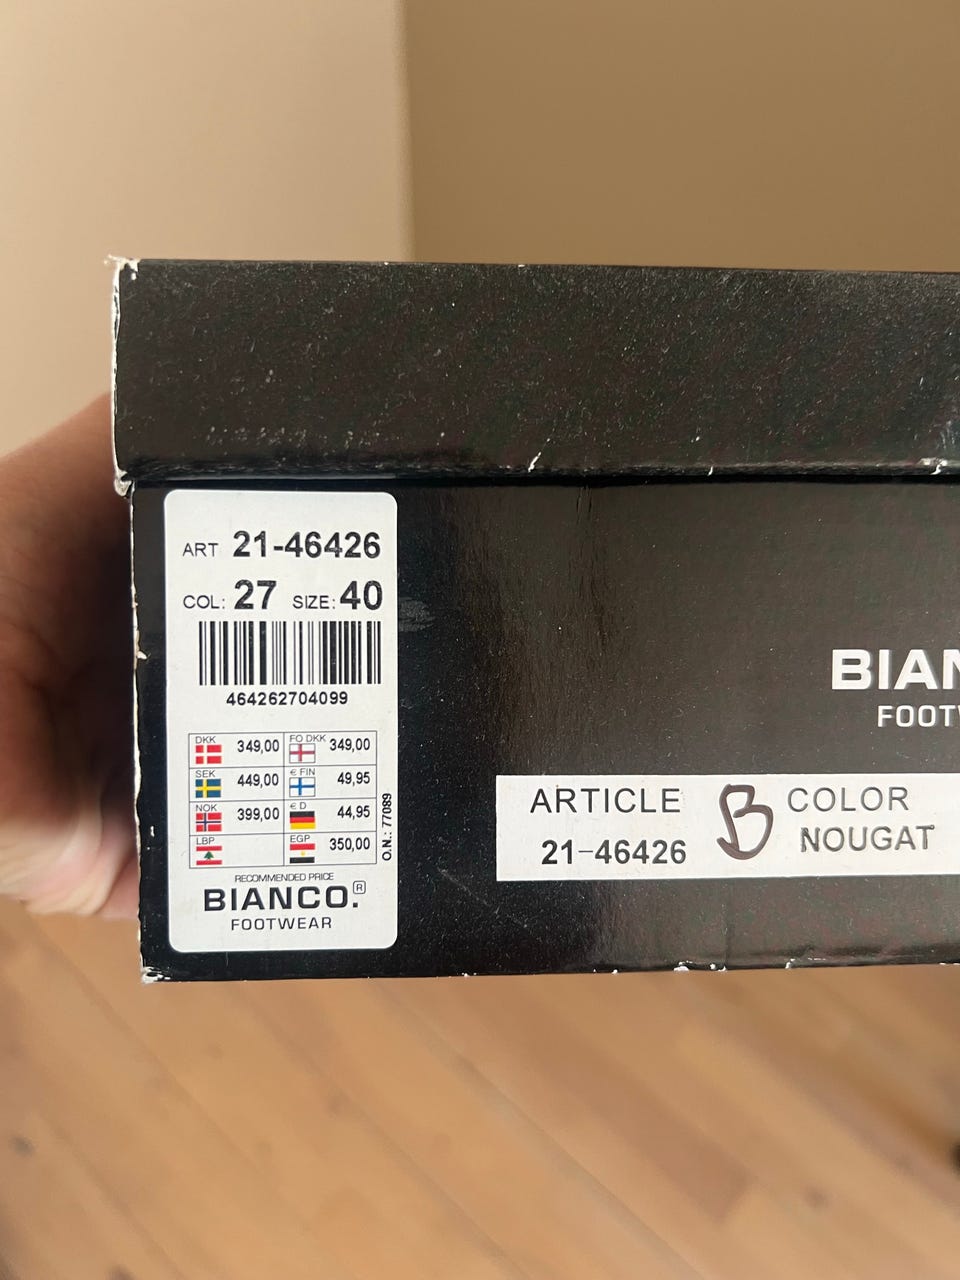 ART 21-46426
COL: 27 SIZE: 40
464262704099
DKK 349,00 FO DKK 349,00
SEK 449,00 € FIN 49,95
NOK 399,00 € D 44,95
LBP EGP 350,00
O.N.: 77089
RECOMMENDED PRICE
BIANCO.®
FOOTWEAR
BIAN
FOOTW
ARTICLE B COLOR
21-46426 NOUGAT